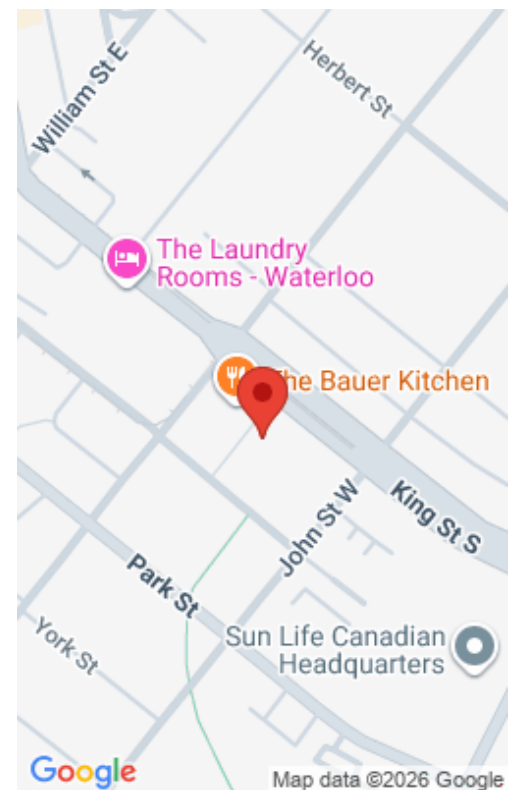 William St E
Herbert St
The Laundry
Rooms - Waterloo
The Bauer Kitchen
King St S
John St W
Park St
York St
Sun Life Canadian
Headquarters
Google
Map data ©2026 Google